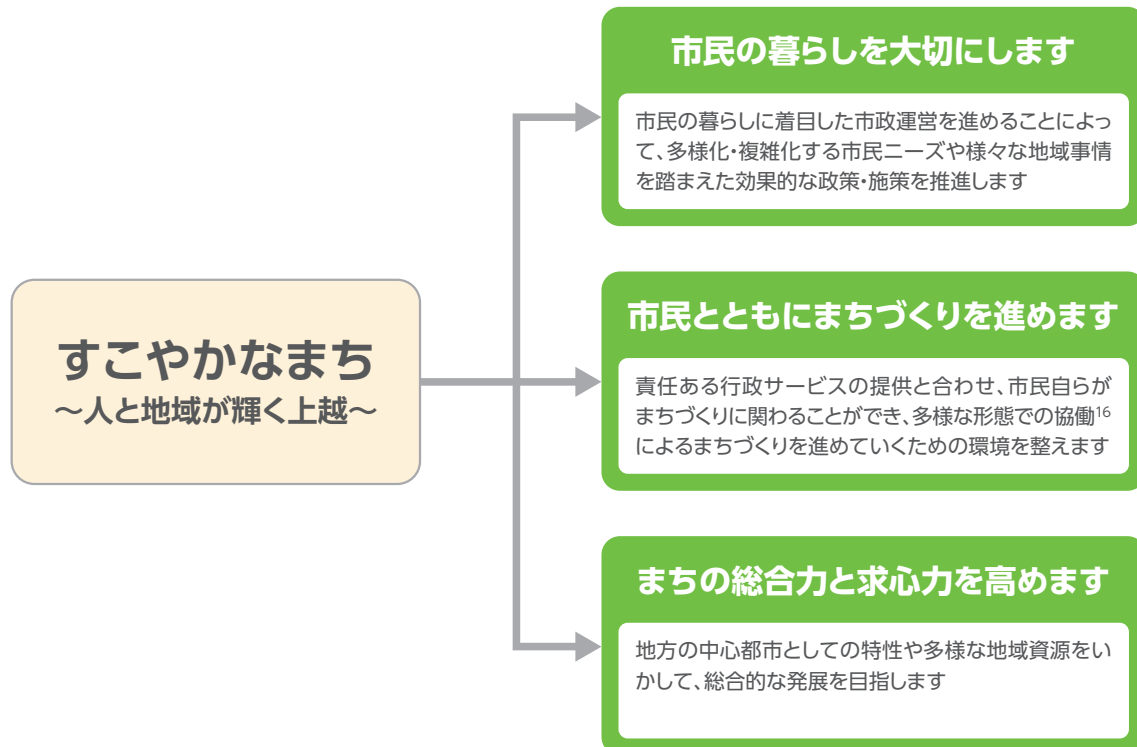 市民の暮らしを大切にします
市民の暮らしに着目した市政運営を進めることによっ
て、多様化・複雑化する市民ニーズや様々な地域事情
を踏まえた効果的な政策・施策を推進します
すこやかなまち
～人と地域が輝く上越～
市民とともにまちづくりを進めます
責任ある行政サービスの提供と合わせ、市民自らが
まちづくりに関わることができ、多様な形態での協働16
によるまちづくりを進めていくための環境を整えます
まちの総合力と求心力を高めます
地方の中心都市としての特性や多様な地域資源をい
かして、総合的な発展を目指します